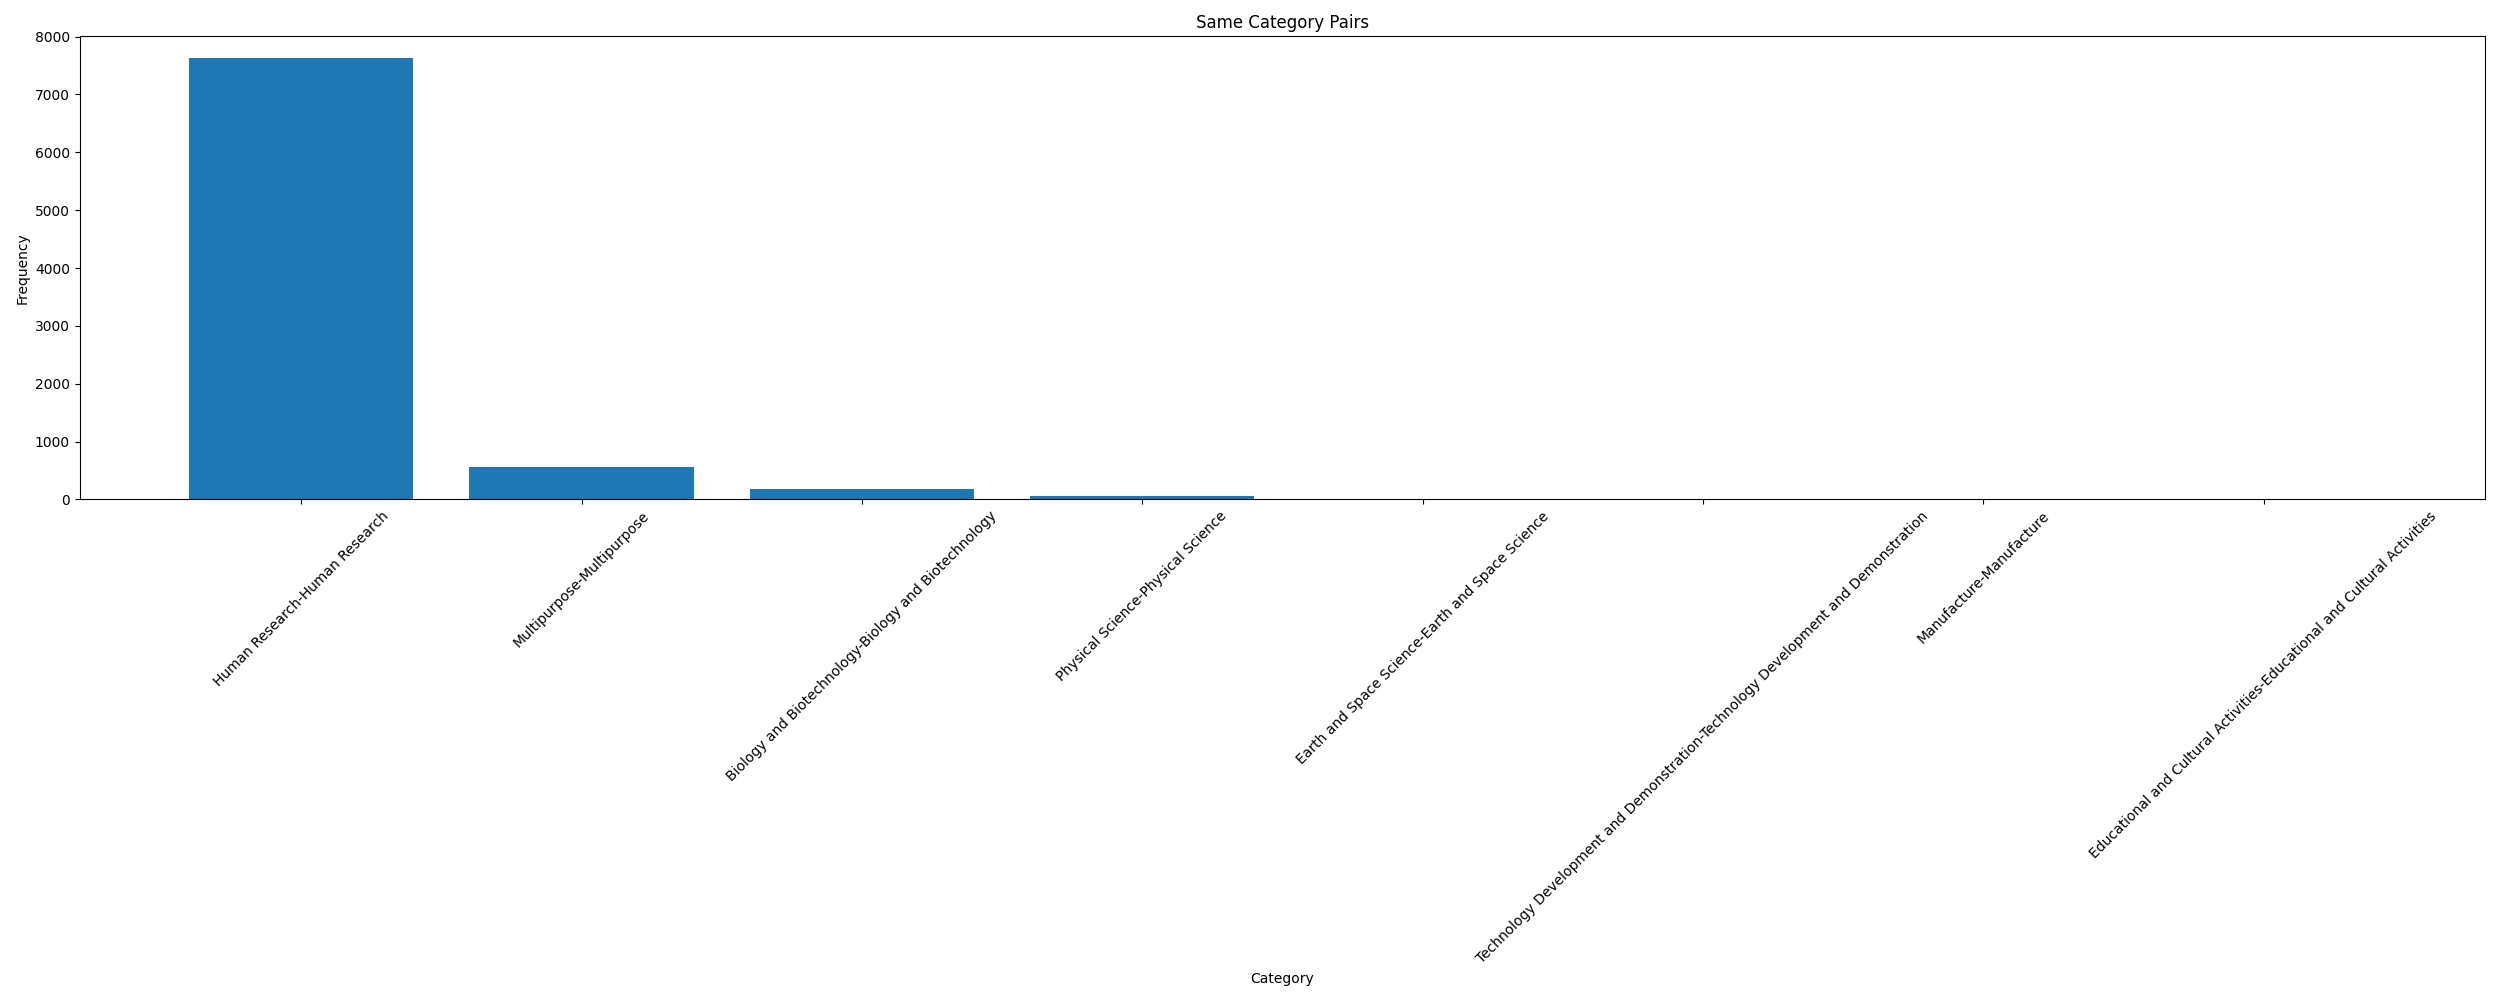 Same Category Pairs
8000
7000
6000
5000
4000
3000
2000
1000
0
Frequency
Human Research-Human Research
Multipurpose-Multipurpose
Biology and Biotechnology-Biology and Biotechnology
Physical Science-Physical Science
Earth and Space Science-Earth and Space Science
Technology Development and Demonstration-Technology Development and Demonstration
Manufacture-Manufacture
Educational and Cultural Activities-Educational and Cultural Activities
Category